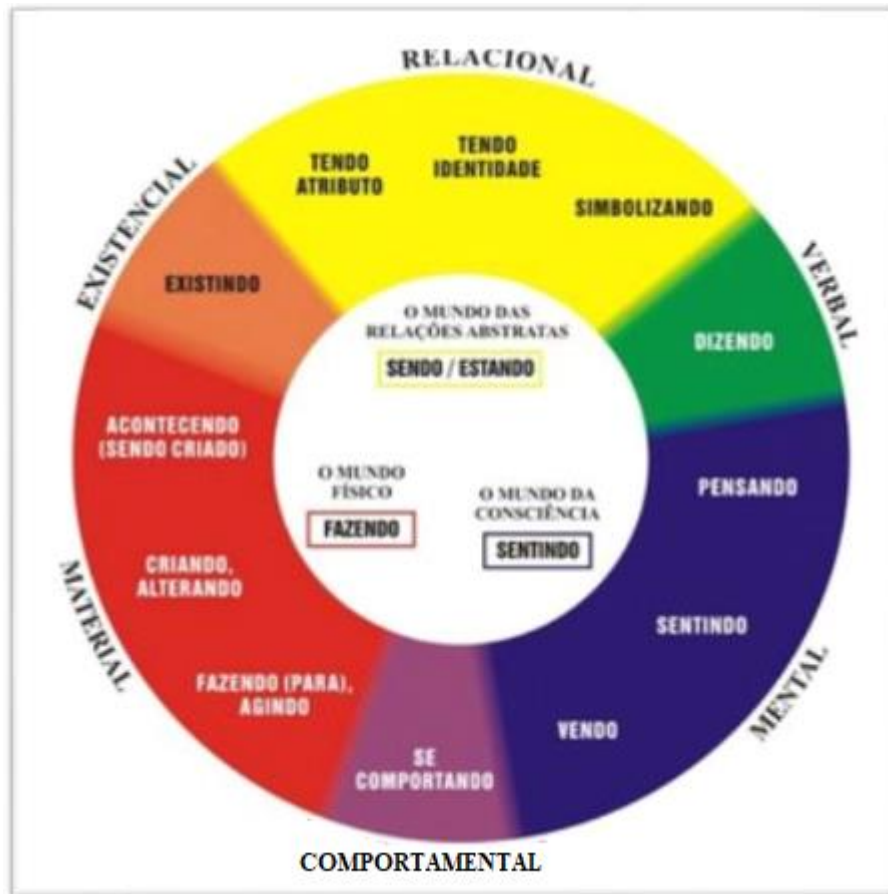 RELACIONAL
TENDO
ATRIBUTO
TENDO
IDENTIDADE
SIMBOLIZANDO
EXISTENCIAL
EXISTINDO
VERBAL
DIZENDO
O MUNDO DAS
RELAÇÕES ABSTRATAS
SENDO / ESTANDO
ACONTECENDO
(SENDO CRIADO)
O MUNDO
FÍSICO
FAZENDO
O MUNDO DA
CONSCIÊNCIA
SENTINDO
PENSANDO
CRIANDO,
ALTERANDO
MATERIAL
SENTINDO
MENTAL
FAZENDO (PARA),
AGINDO
VENDO
SE
COMPORTANDO
COMPORTAMENTAL